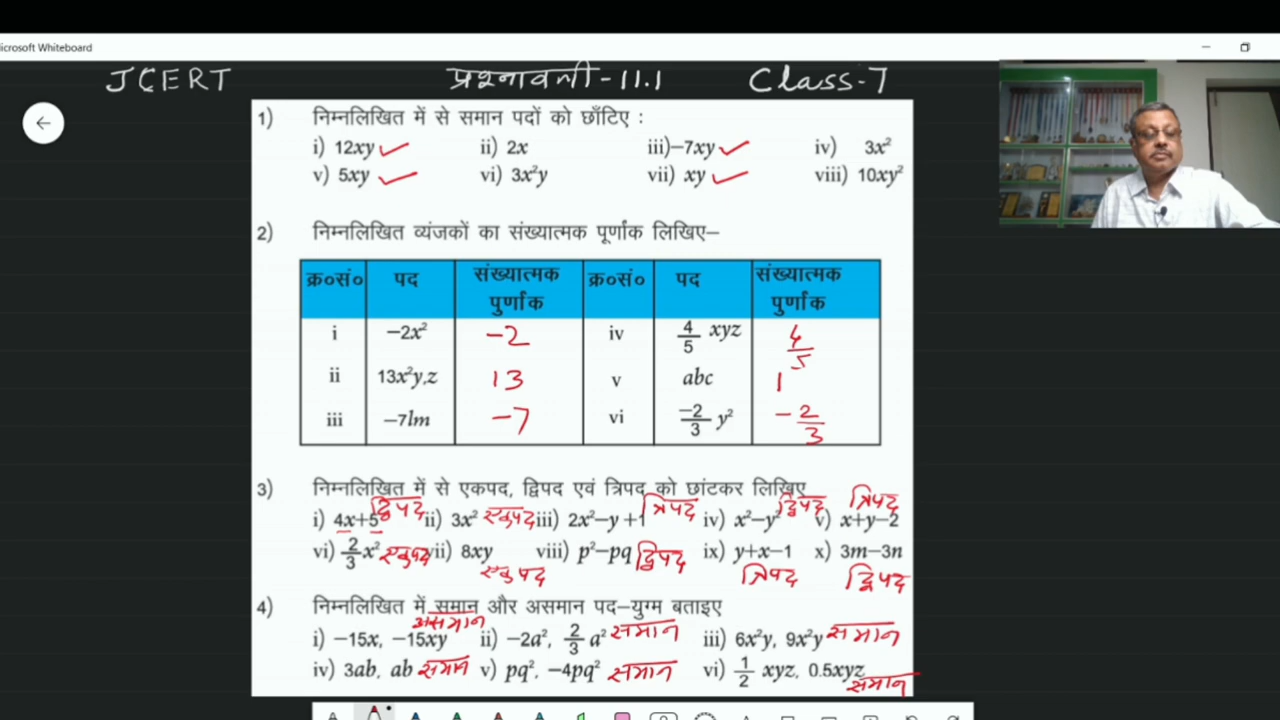 Microsoft Whiteboard
JCERT प्रश्नावली-11.1 Class-7
1) निम्नलिखित में से समान पदों को छाँटिए :
i) 12xy ✓ ii) 2x iii) –7xy ✓ iv) 3x²
v) 5xy ✓ vi) 3x²y vii) xy ✓ viii) 10xy²
2) निम्नलिखित व्यंजकों का संख्यात्मक पूर्णांक लिखिए–
क्र०सं० पद संख्यात्मक पुर्णांक क्र०सं० पद संख्यात्मक पुर्णांक
i –2x² -2 iv 4/5 xyz 4/5
ii 13x²y,z 13 v abc 1
iii –7lm -7 vi –2/3 y² -2/3
3) निम्नलिखित में से एकपद, द्विपद एवं त्रिपद को छांटकर लिखिए
i) 4x+5 द्विपद ii) 3x² एकपद iii) 2x²–y+1 त्रिपद iv) x²–y² द्विपद v) x+y–2 त्रिपद
vi) 2/3 x² एकपद vii) 8xy एकपद viii) p²–pq द्विपद ix) y+x–1 त्रिपद x) 3m–3n द्विपद
4) निम्नलिखित में समान और असमान पद–युग्म बताइए
i) –15x, –15xy असमान ii) –2a², 2/3 a² समान iii) 6x²y, 9x²y समान
iv) 3ab, ab समान v) pq², –4pq² समान vi) 1/2 xyz, 0.5xyz समान